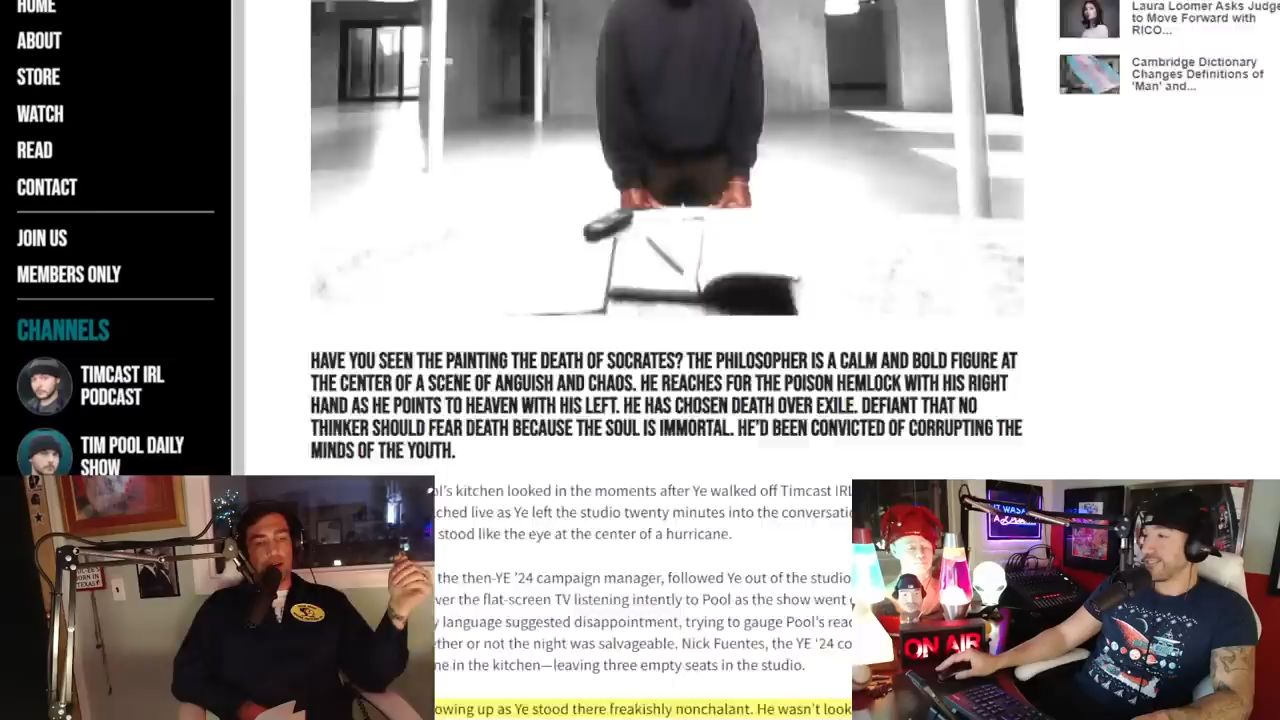 HOME
ABOUT
STORE
WATCH
READ
CONTACT
JOIN US
MEMBERS ONLY
CHANNELS
TIMCAST IRL
PODCAST
TIM POOL DAILY
SHOW
Laura Loomer Asks Judge
to Move Forward with
RICO...
Cambridge Dictionary
Changes Definitions of
'Man' and...
HAVE YOU SEEN THE PAINTING THE DEATH OF SOCRATES? THE PHILOSOPHER IS A CALM AND BOLD FIGURE AT
THE CENTER OF A SCENE OF ANGUISH AND CHAOS. HE REACHES FOR THE POISON HEMLOCK WITH HIS RIGHT
HAND AS HE POINTS TO HEAVEN WITH HIS LEFT. HE HAS CHOSEN DEATH OVER EXILE. DEFIANT THAT NO
THINKER SHOULD FEAR DEATH BECAUSE THE SOUL IS IMMORTAL. HE'D BEEN CONVICTED OF CORRUPTING THE
MINDS OF THE YOUTH.
ol's kitchen looked in the moments after Ye walked off Timcast IRL
ched live as Ye left the studio twenty minutes into the conversatio
stood like the eye at the center of a hurricane.
the then-YE '24 campaign manager, followed Ye out of the studio
ver the flat-screen TV listening intently to Pool as the show went
y language suggested disappointment, trying to gauge Pool's reac
ether or not the night was salvageable. Nick Fuentes, the YE '24 co
ne in the kitchen—leaving three empty seats in the studio.
owing up as Ye stood there freakishly nonchalant. He wasn't look
BORN IN
TEXAS
IT WAS
ON AIR